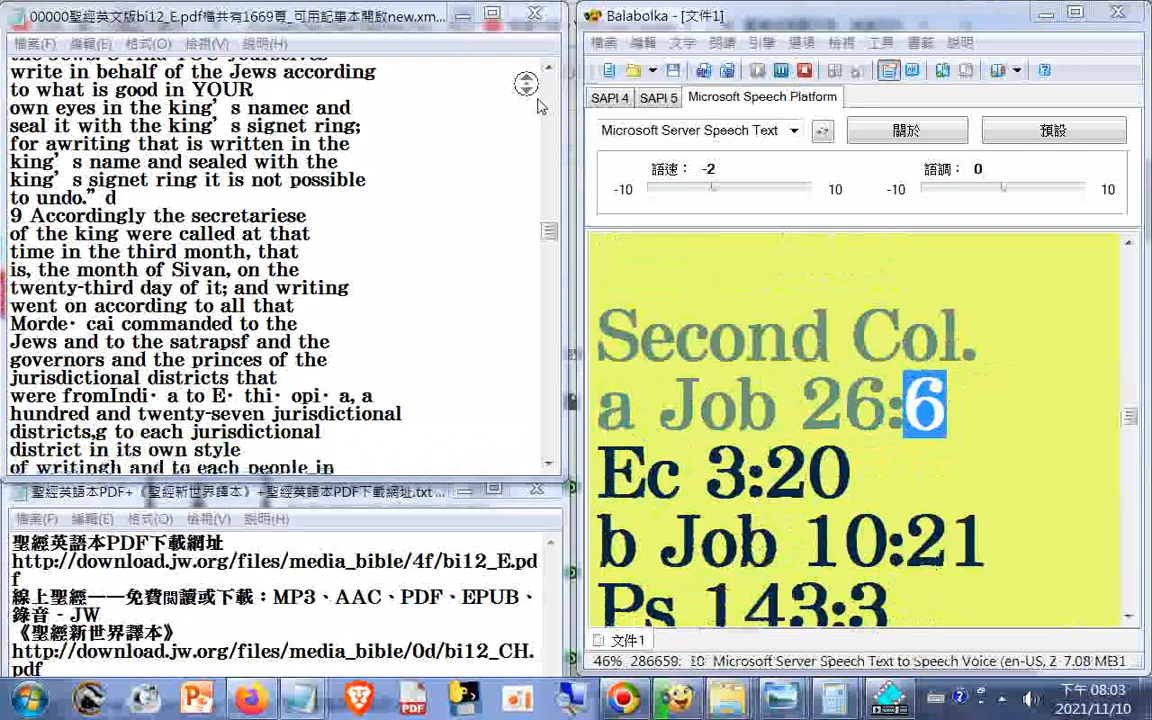 00000聖經英文版bi12_E.pdf檔共有1669頁_可用記事本開啟new.xm...
檔案(F) 編輯(E) 格式(O) 檢視(V) 說明(H)
write in behalf of the Jews according
to what is good in YOUR
own eyes in the king’s namec and
seal it with the king’s signet ring;
for awriting that is written in the
king’s name and sealed with the
king’s signet ring it is not possible
to undo.” d
9 Accordingly the secretariese
of the king were called at that
time in the third month, that
is, the month of Sivan, on the
twenty-third day of it; and writing
went on according to all that
Morde· cai commanded to the
Jews and to the satrapsf and the
governors and the princes of the
jurisdictional districts that
were fromIndi· a to E· thi· opi· a, a
hundred and twenty-seven jurisdictional
districts,g to each jurisdictional
district in its own style
of writingh and to each people in
聖經英語本PDF+《聖經新世界譯本》+聖經英語本PDF下載網址.txt ...
檔案(F) 編輯(E) 格式(O) 檢視(V) 說明(H)
聖經英語本PDF下載網址
http://download.jw.org/files/media_bible/4f/bi12_E.pd
f
線上聖經——免費閱讀或下載：MP3、AAC、PDF、EPUB、
錄音 - JW
《聖經新世界譯本》
http://download.jw.org/files/media_bible/0d/bi12_CH.
pdf
Balabolka - [文件1]
檔案 編輯 文字 朗讀 引擎 選項 檢視 工具 書籤 說明
SAPI 4 SAPI 5 Microsoft Speech Platform
Microsoft Server Speech Text 關於 預設
語速: -2 語調: 0
-10 10 -10 10
Second Col.
a Job 26:6
Ec 3:20
b Job 10:21
Ps 143:3
文件1
46% 286659: Microsoft Server Speech Text to Speech Voice (en-US, Z 7.08 MB
下午 08:03
2021/11/10